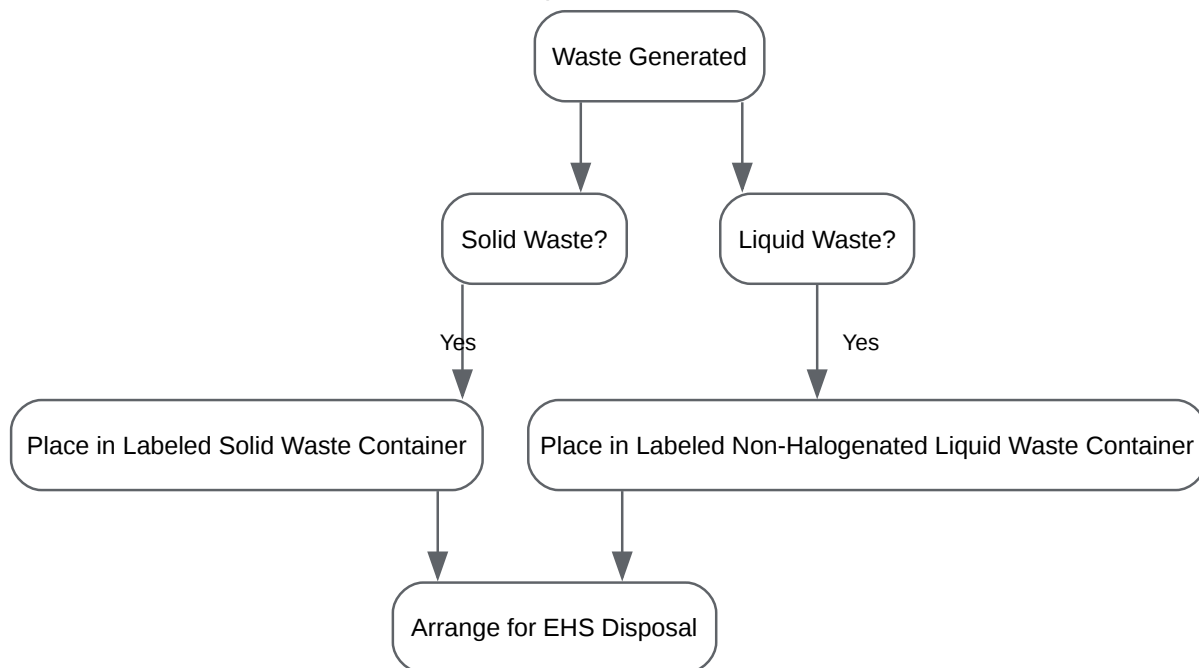 Waste Generated
Solid Waste?
Liquid Waste?
Yes
Yes
Place in Labeled Solid Waste Container
Place in Labeled Non-Halogenated Liquid Waste Container
Arrange for EHS Disposal